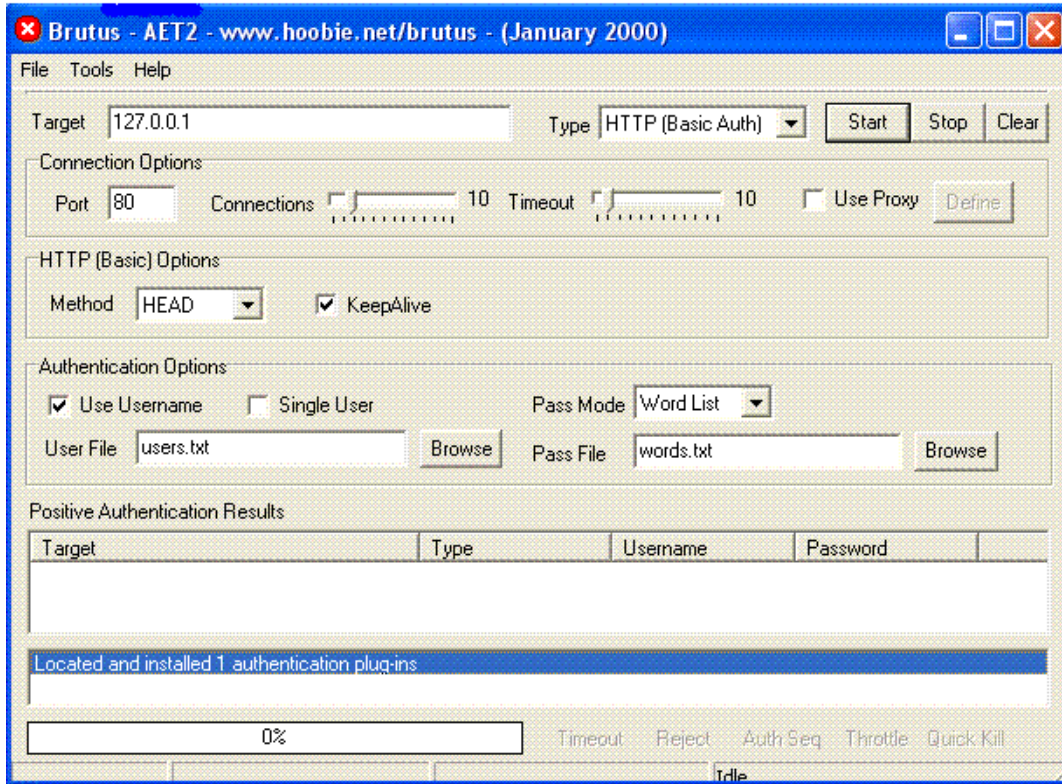 Brutus - AET2 - www.hoobie.net/brutus - (January 2000)
File Tools Help
Target 127.0.0.1 Type HTTP (Basic Auth) Start Stop Clear
Connection Options
Port 80 Connections 10 Timeout 10 Use Proxy Define
HTTP (Basic) Options
Method HEAD KeepAlive
Authentication Options
Use Username Single User Pass Mode Word List
User File users.txt Browse Pass File words.txt Browse
Positive Authentication Results
Target Type Username Password
Located and installed 1 authentication plug-ins
0% Timeout Reject Auth Seq Throttle Quick Kill
Idle